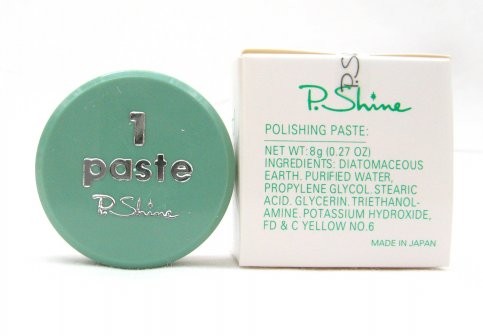 1
paste
P.Shine
P.S
P.Shine
POLISHING PASTE:
NET WT: 8g (0.27 OZ)
INGREDIENTS: DIATOMACEOUS
EARTH. PURIFIED WATER,
PROPYLENE GLYCOL. STEARIC
ACID. GLYCERIN. TRIETHANOL-
AMINE. POTASSIUM HYDROXIDE,
FD & C YELLOW NO.6
MADE IN JAPAN